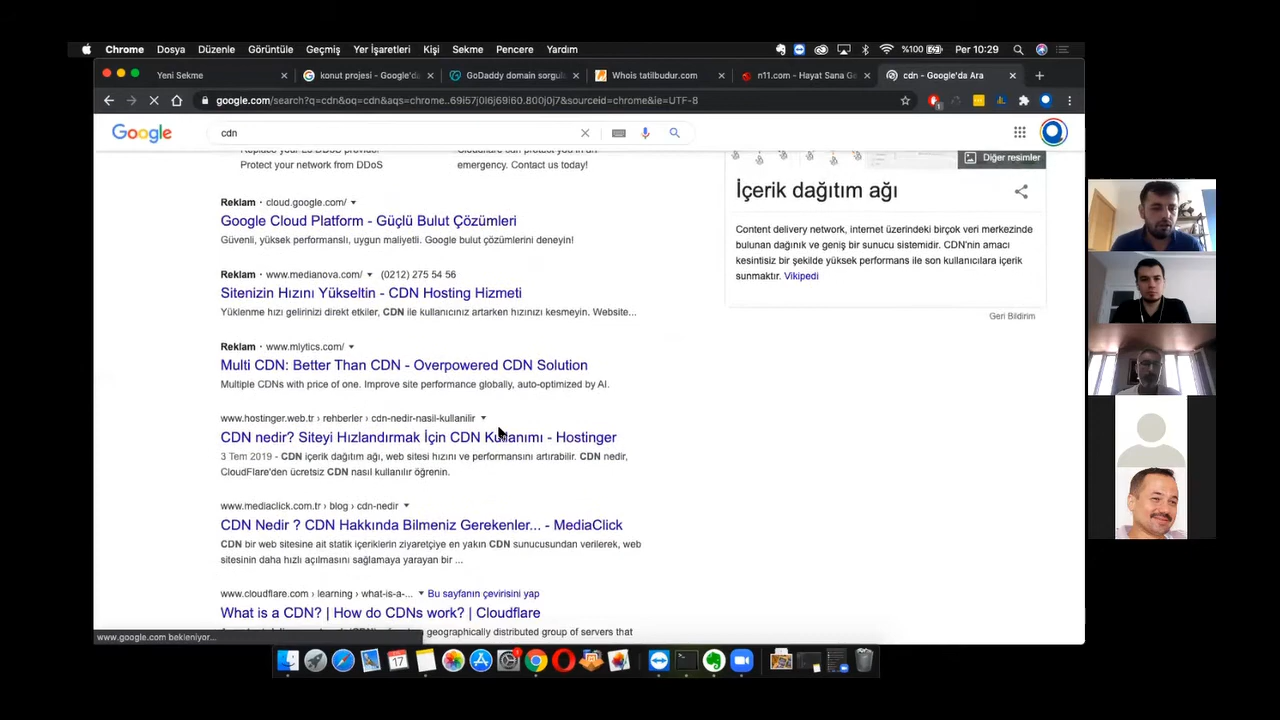 Chrome Dosya Düzenle Görüntüle Geçmiş Yer İşaretleri Kişi Sekme Pencere Yardım %100 Per 10:29
Yeni Sekme
konut projesi - Google'da
GoDaddy domain sorgula
Whois tatilbudur.com
n11.com - Hayat Sana Ge
cdn - Google'da Ara
google.com/search?q=cdn&oq=cdn&aqs=chrome..69i57j0l6j69l60.800j0j7&sourceid=chrome&ie=UTF-8
Google
cdn
Protect your network from DDoS
emergency. Contact us today!
Reklam · cloud.google.com/
Google Cloud Platform - Güçlü Bulut Çözümleri
Güvenli, yüksek performanslı, uygun maliyetli. Google bulut çözümlerini deneyin!
Reklam · www.medianova.com/ (0212) 275 54 56
Sitenizin Hızını Yükseltin - CDN Hosting Hizmeti
Yüklenme hızı gelirinizi direkt etkiler, CDN ile kullanıcınız artarken hızınızı kesmeyin. Website...
Reklam · www.mlytics.com/
Multi CDN: Better Than CDN - Overpowered CDN Solution
Multiple CDNs with price of one. Improve site performance globally, auto-optimized by AI.
www.hostinger.web.tr › rehberler › cdn-nedir-nasil-kullanilir
CDN nedir? Siteyi Hızlandırmak İçin CDN Kullanımı - Hostinger
3 Tem 2019 - CDN içerik dağıtım ağı, web sitesi hızını ve performansını artırabilir. CDN nedir,
CloudFlare'den ücretsiz CDN nasıl kullanılır öğrenin.
www.mediaclick.com.tr › blog › cdn-nedir
CDN Nedir ? CDN Hakkında Bilmeniz Gerekenler... - MediaClick
CDN bir web sitesine ait statik içeriklerin ziyaretçiye en yakın CDN sunucusundan verilerek, web
sitesinin daha hızlı açılmasını sağlamaya yarayan bir ...
www.cloudflare.com › learning › what-is-a-... Bu sayfanın çevirisini yap
What is a CDN? | How do CDNs work? | Cloudflare
geographically distributed group of servers that
www.google.com bekleniyor...
Diğer resimler
İçerik dağıtım ağı
Content delivery network, internet üzerindeki birçok veri merkezinde
bulunan dağınık ve geniş bir sunucu sistemidir. CDN'nin amacı
kesintisiz bir şekilde yüksek performans ile son kullanıcılara içerik
sunmaktır. Vikipedi
Geri Bildirim
17